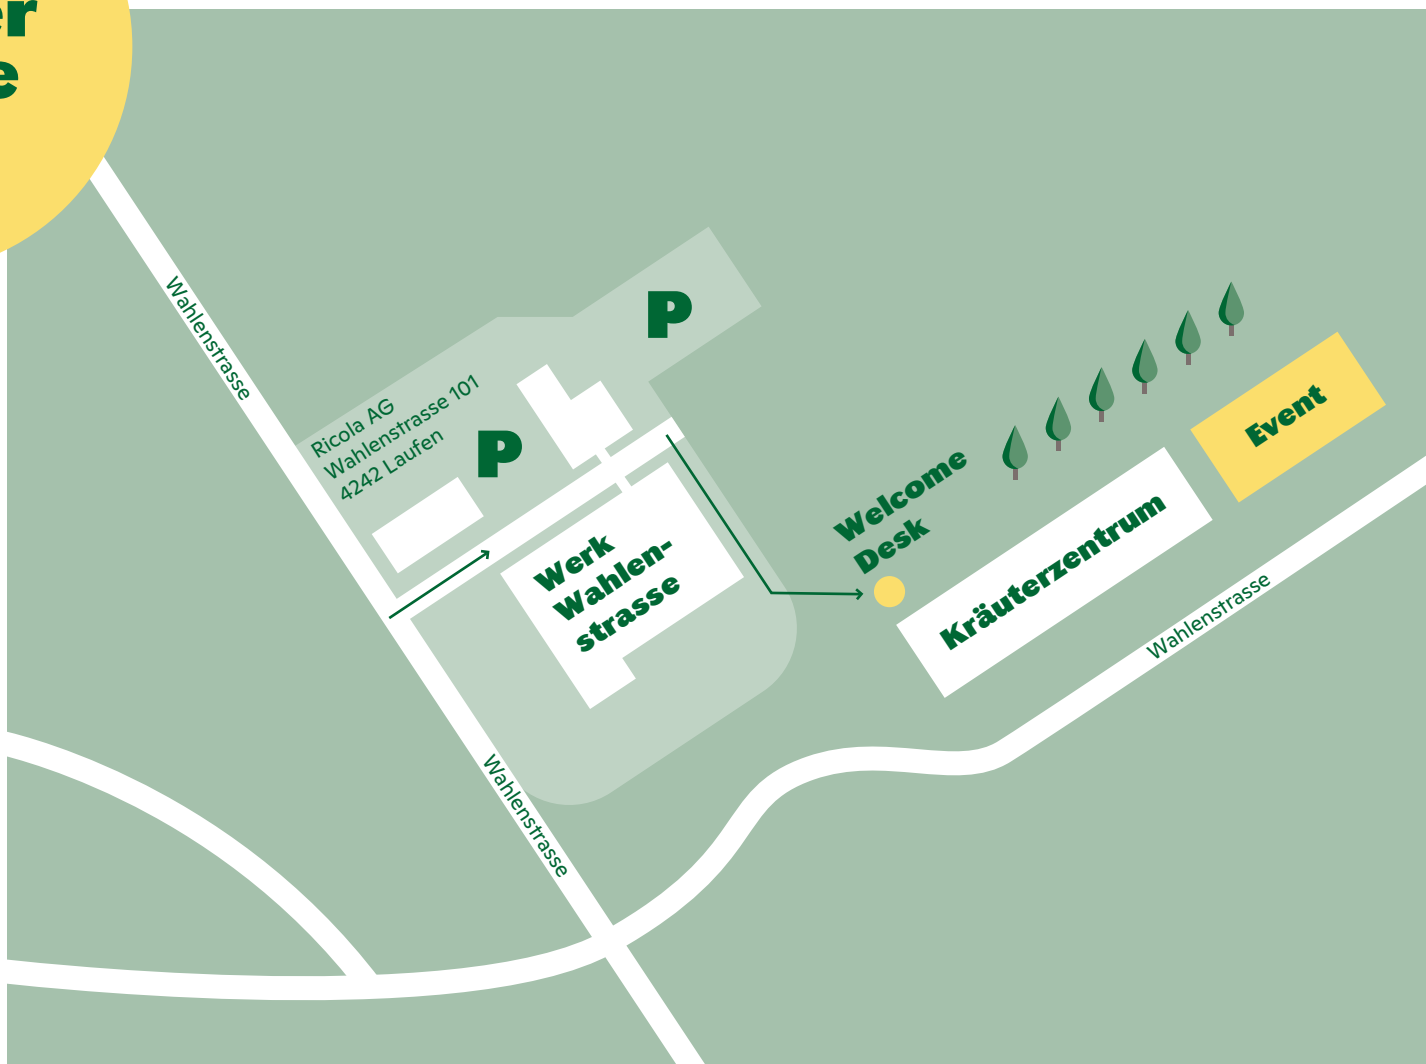 Wahlenstrasse
P
Ricola AG
Wahlenstrasse 101
4242 Laufen
P
Event
Welcome
Desk
Werk
Wahlen-
strasse
Kräuterzentrum
Wahlenstrasse
Wahlenstrasse